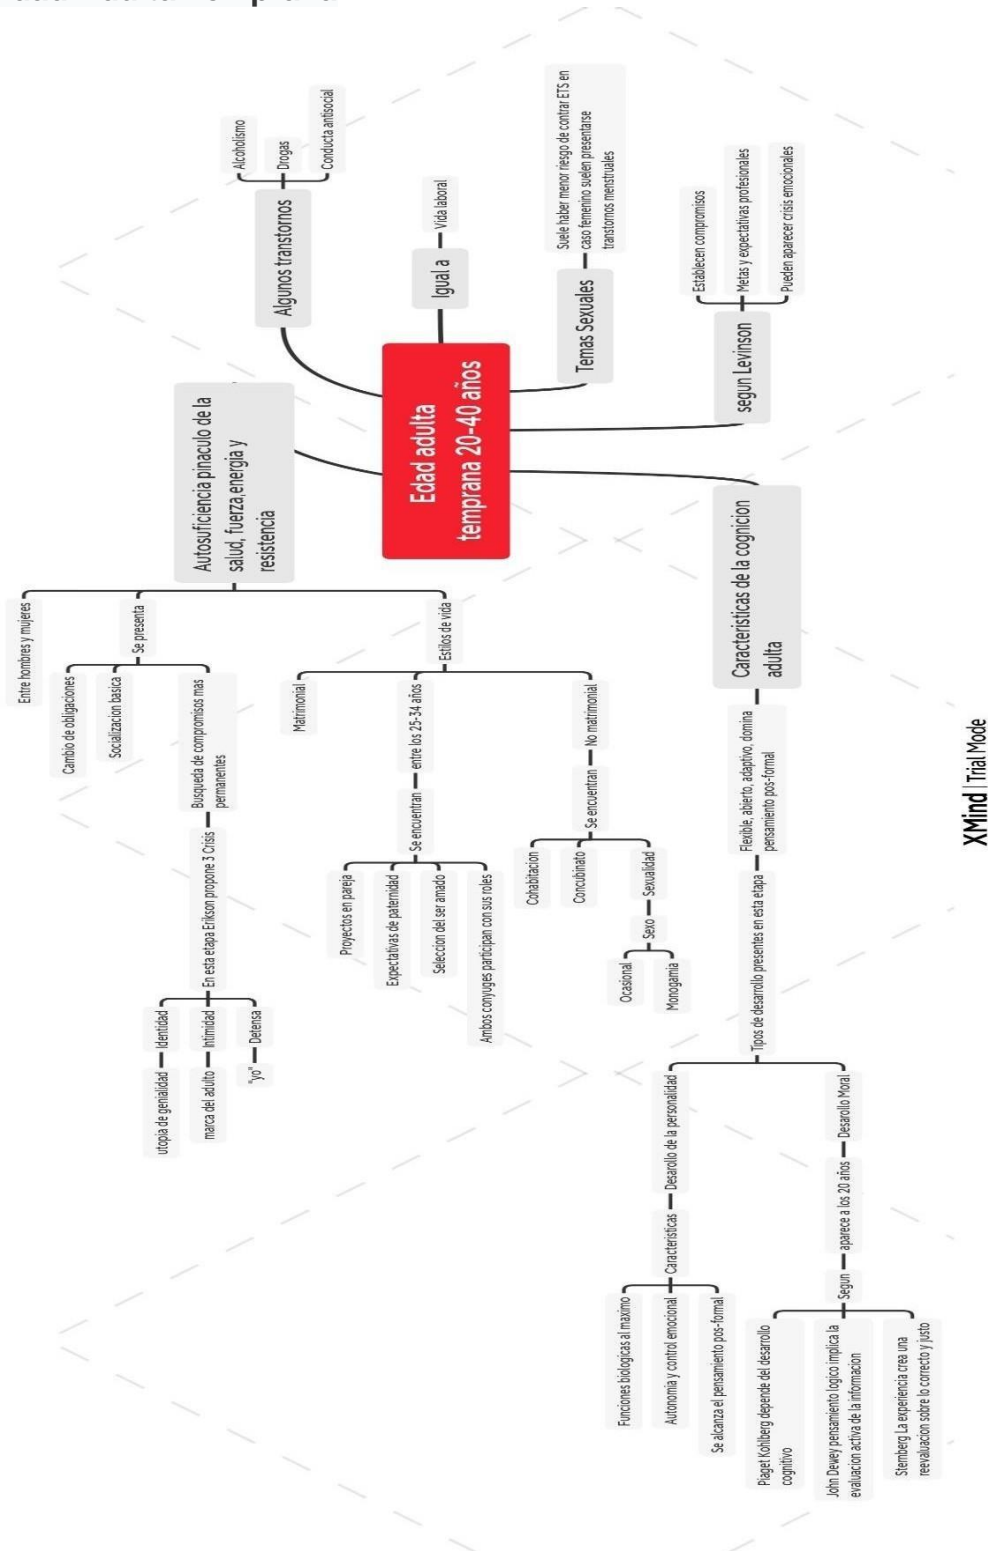 Edad adulta
temprana 20-40 años
Algunos transtornos
Alcoholismo
Drogas
Conducta antisocial
Igual a
Vida laboral
Temas Sexuales
Suele haber menor riesgo de contrar ETS en
caso femenino suelen presentarse
transtornos menstruales
segun Levinson
Establecen compromisos
Metas y expectativas profesionales
Pueden aparecer crisis emocionales
Autosuficiencia pinaculo de la
salud, fuerza,energia y
resistencia
Entre hombres y mujeres
Se presenta
Cambio de obligaciones
Socializacion basica
Busqueda de compromisos mas
permanentes
En esta etapa Erikson propone 3 Crisis
Identidad
utopia de genialidad
Intimidad
marca del adulto
Detensa
"yo"
Estilos de vida
Matrimonial
entre los 25-34 años
Se encuentran
Proyectos en pareja
Expectativas de paternidad
Seleccion del ser amado
Ambos conyuges participan con sus roles
No matrimonial
Se encuentran
Cohabitacion
Concubinato
Sexualidad
Sexo
Ocasional
Monogamia
Caracteristicas de la cognicion
adulta
Flexible, abierto, adaptivo, domina
pensamiento pos-formal
Tipos de desarrollo presentes en esta etapa
Desarollo de la personalidad
Caracteristicas
Funciones biologicas al maximo
Autonomia y control emocional
Se alcanza el pensamiento pos-formal
Desarollo Moral
aparece a los 20 años
Segun
Piaget Kohlberg depende del desarrollo
cognitivo
John Dewey pensamiento logico implica la
evaluacion activa de la informacion
Sternberg La experiencia crea una
reevaluacion sobre lo correcto y justo
XMind | Trial Mode